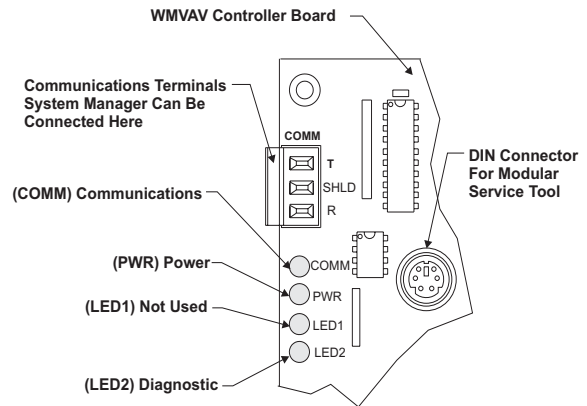 WMVAV Controller Board
Communications Terminals
System Manager Can Be
Connected Here
COMM
T
SHLD
R
DIN Connector
For Modular
Service Tool
(COMM) Communications
COMM
(PWR) Power
PWR
(LED1) Not Used
LED1
LED2
(LED2) Diagnostic